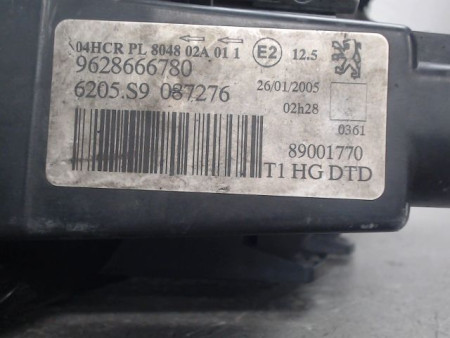 04HCR PL 8048 02A 01 1 E2 12.5
9628666780
6205.S9 087276 26/01/2005
02h28
0361
89001770
T1 HG DTD